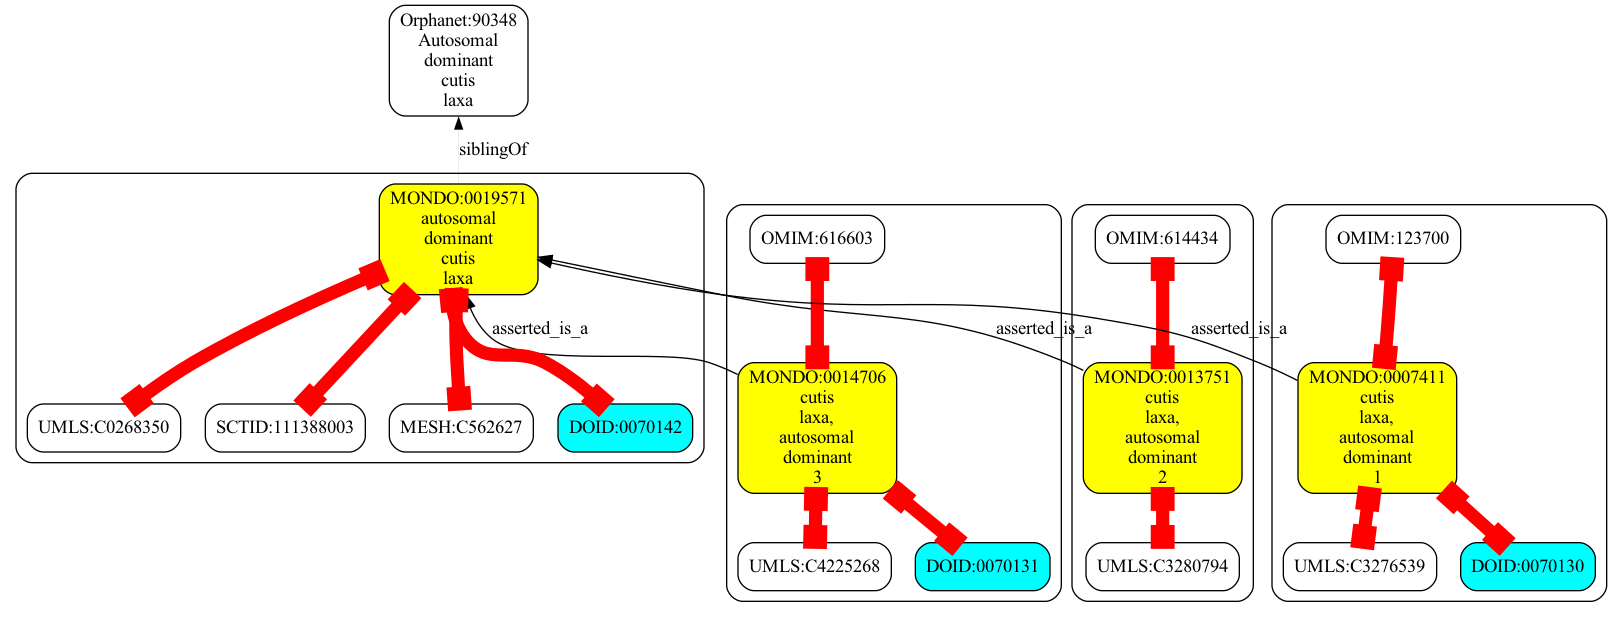 Orphanet:90348
Autosomal
dominant
cutis
laxa
siblingOf
MONDO:0019571
autosomal
dominant
cutis
laxa
UMLS:C0268350
SCTID:111388003
MESH:C562627
DOID:0070142
asserted_is_a
asserted_is_a
asserted_is_a
OMIM:616603
MONDO:0014706
cutis
laxa,
autosomal
dominant
3
UMLS:C4225268
DOID:0070131
OMIM:614434
MONDO:0013751
cutis
laxa,
autosomal
dominant
2
UMLS:C3280794
OMIM:123700
MONDO:0007411
cutis
laxa,
autosomal
dominant
1
UMLS:C3276539
DOID:0070130